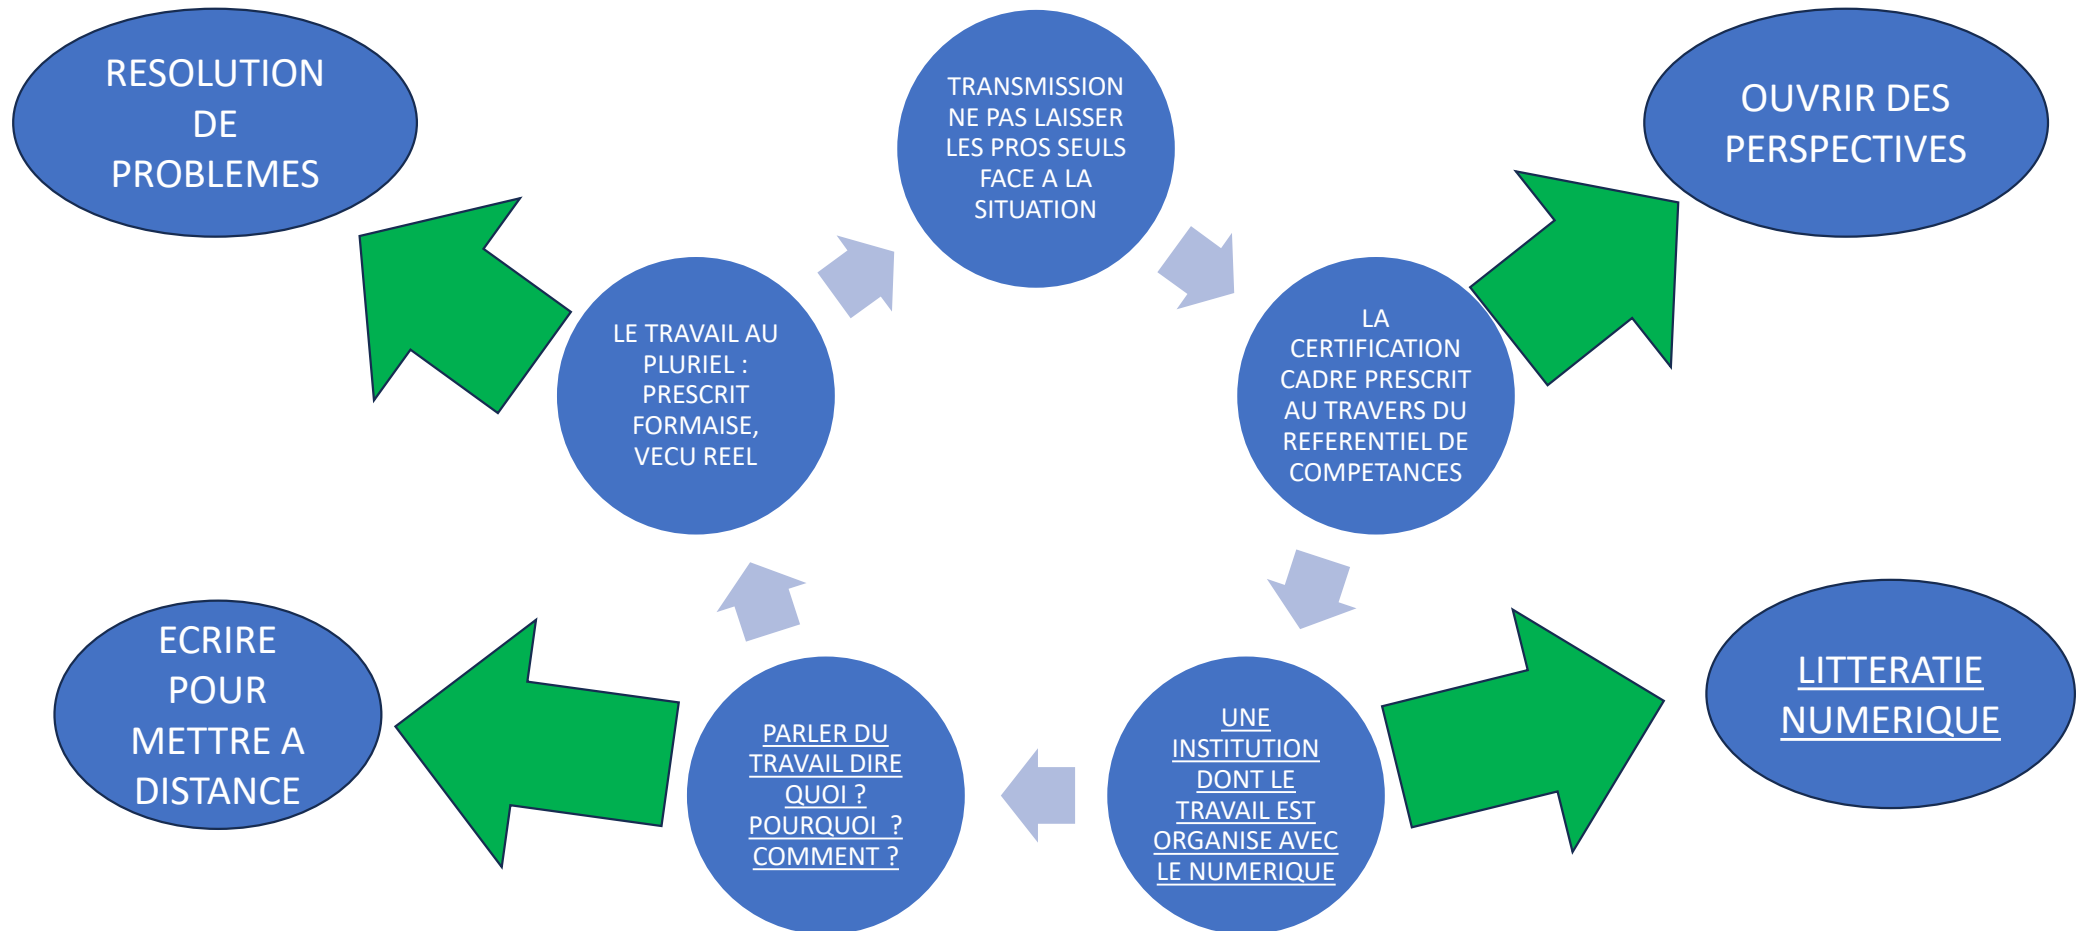 RESOLUTION
DE
PROBLEMES
TRANSMISSION
NE PAS LAISSER
LES PROS SEULS
FACE A LA
SITUATION
OUVRIR DES
PERSPECTIVES
LE TRAVAIL AU
PLURIEL :
PRESCRIT
FORMAISE,
VECU REEL
LA
CERTIFICATION
CADRE PRESCRIT
AU TRAVERS DU
REFERENTIEL DE
COMPETANCES
ECRIRE
POUR
METTRE A
DISTANCE
PARLER DU
TRAVAIL DIRE
QUOI ?
POURQUOI  ?
COMMENT ?
UNE
INSTITUTION
DONT LE
TRAVAIL EST
ORGANISE AVEC
LE NUMERIQUE
LITTERATIE
NUMERIQUE